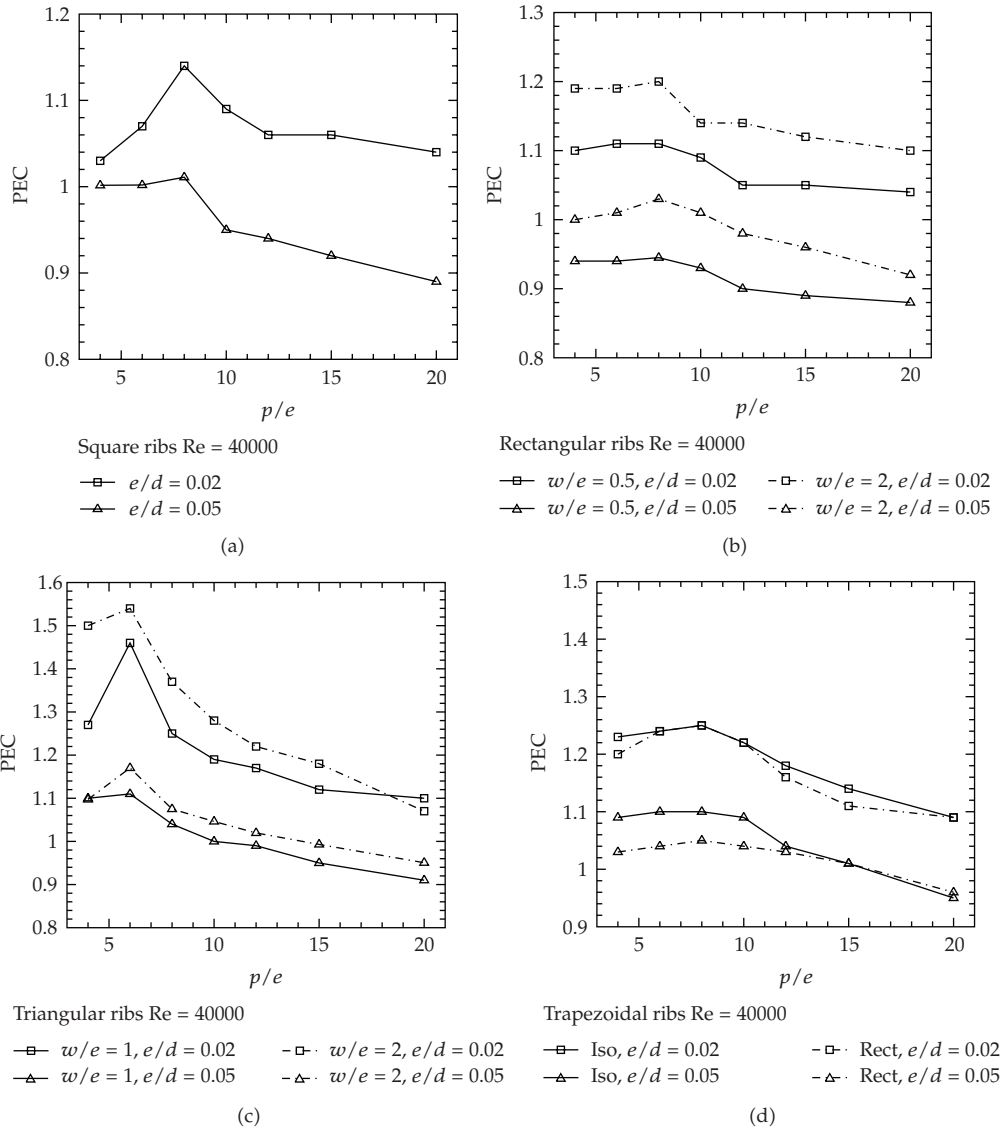 1.2
1.1
1
0.9
0.8
PEC
5 10 15 20
p/e
Square ribs Re = 40000
e/d = 0.02
e/d = 0.05
(a)
1.3
1.2
1.1
1
0.9
0.8
PEC
5 10 15 20
p/e
Rectangular ribs Re = 40000
w/e = 0.5, e/d = 0.02 w/e = 2, e/d = 0.02
w/e = 0.5, e/d = 0.05 w/e = 2, e/d = 0.05
(b)
1.6
1.5
1.4
1.3
1.2
1.1
1
0.9
0.8
PEC
5 10 15 20
p/e
Triangular ribs Re = 40000
w/e = 1, e/d = 0.02 w/e = 2, e/d = 0.02
w/e = 1, e/d = 0.05 w/e = 2, e/d = 0.05
(c)
1.5
1.4
1.3
1.2
1.1
1
0.9
PEC
5 10 15 20
p/e
Trapezoidal ribs Re = 40000
Iso, e/d = 0.02 Rect, e/d = 0.02
Iso, e/d = 0.05 Rect, e/d = 0.05
(d)